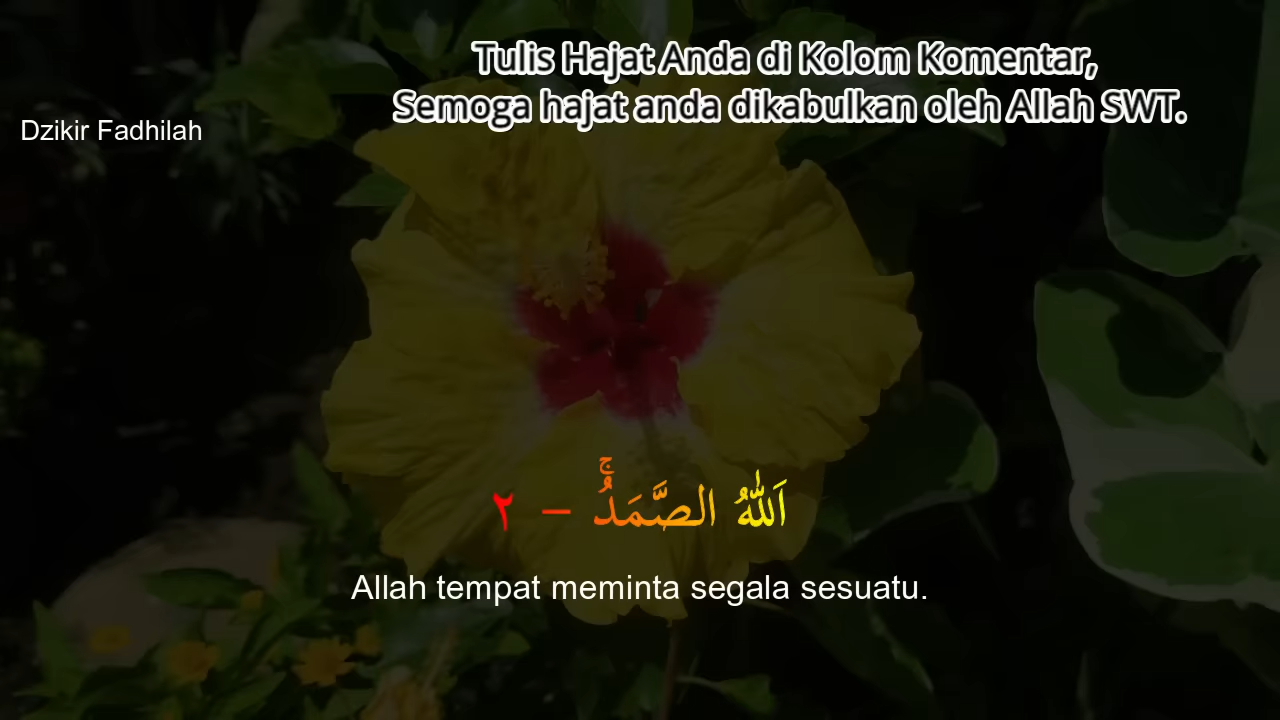 Tulis Hajat Anda di Kolom Komentar,
Semoga hajat anda dikabulkan oleh Allah SWT.
Dzikir Fadhilah
اَللّٰهُ الصَّمَدُۚ – ٢
Allah tempat meminta segala sesuatu.